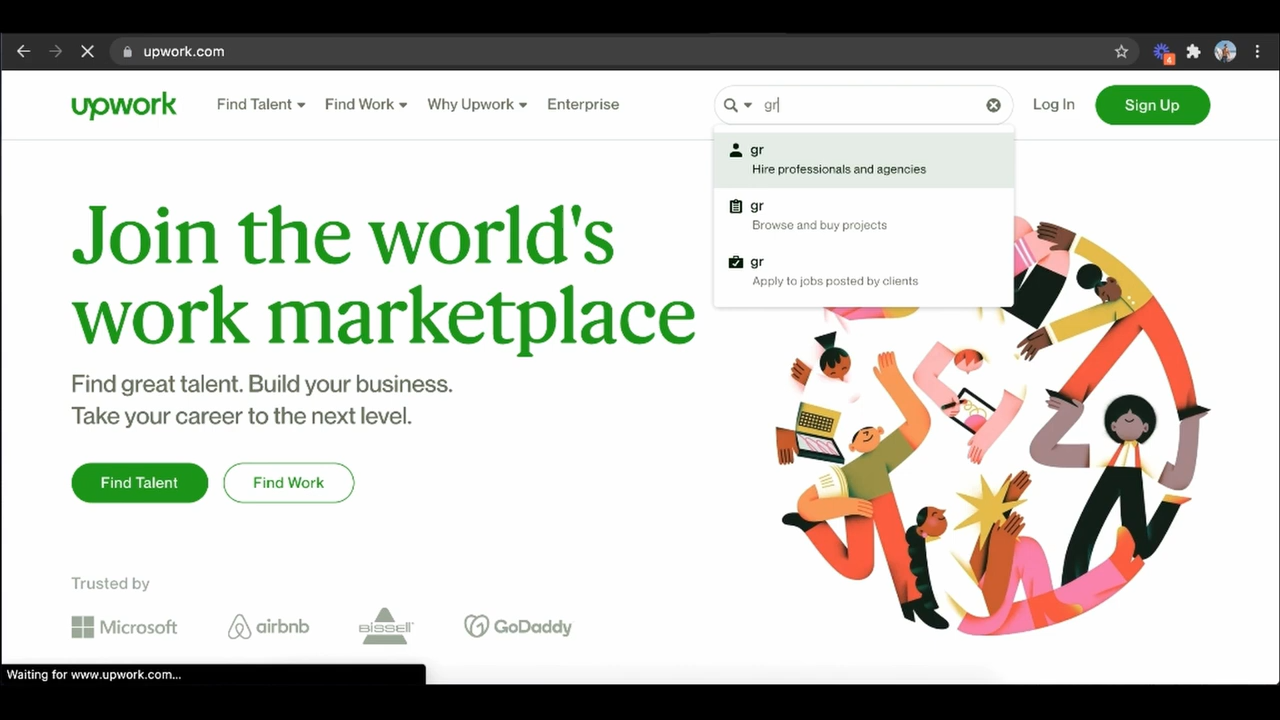 upwork.com
4
upwork
Find Talent
Find Work
Why Upwork
Enterprise
gr
Log In
Sign Up
gr
Hire professionals and agencies
gr
Browse and buy projects
gr
Apply to jobs posted by clients
Join the world's
work marketplace
Find great talent. Build your business.
Take your career to the next level.
Find Talent
Find Work
Trusted by
Microsoft
airbnb
BISSELL
GoDaddy
Waiting for www.upwork.com...